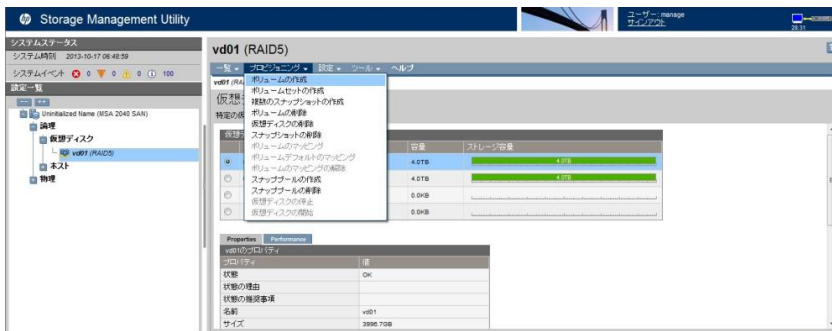 Storage Management Utility
ユーザー: manage
サインアウト
システムステータス
システム時刻 2013-10-17 06:48:59
システムイベント 0 0 0 100
設定一覧
Uninitialized Name (MSA 2040 SAN)
論理
仮想ディスク
vd01 (RAID5)
ホスト
物理
vd01 (RAID5)
一覧 プロビジョニング 設定 ツール ヘルプ
ボリュームの作成
ボリュームセットの作成
複数のスナップショットの作成
ボリュームの削除
仮想ディスクの削除
スナップショットの削除
ボリュームのマッピング
ボリュームデフォルトのマッピング
ボリュームのマッピングの解除
スナッププールの作成
スナッププールの削除
仮想ディスクの停止
仮想ディスクの開始
容量 ストレージ容量
4.0TB 4.0TB
4.0TB 4.0TB
0.0KB
0.0KB
Properties Performance
vd01のプロパティ
プロパティ 値
状態 OK
状態の理由
状態の推奨事項
名前 vd01
サイズ 3996.7GB